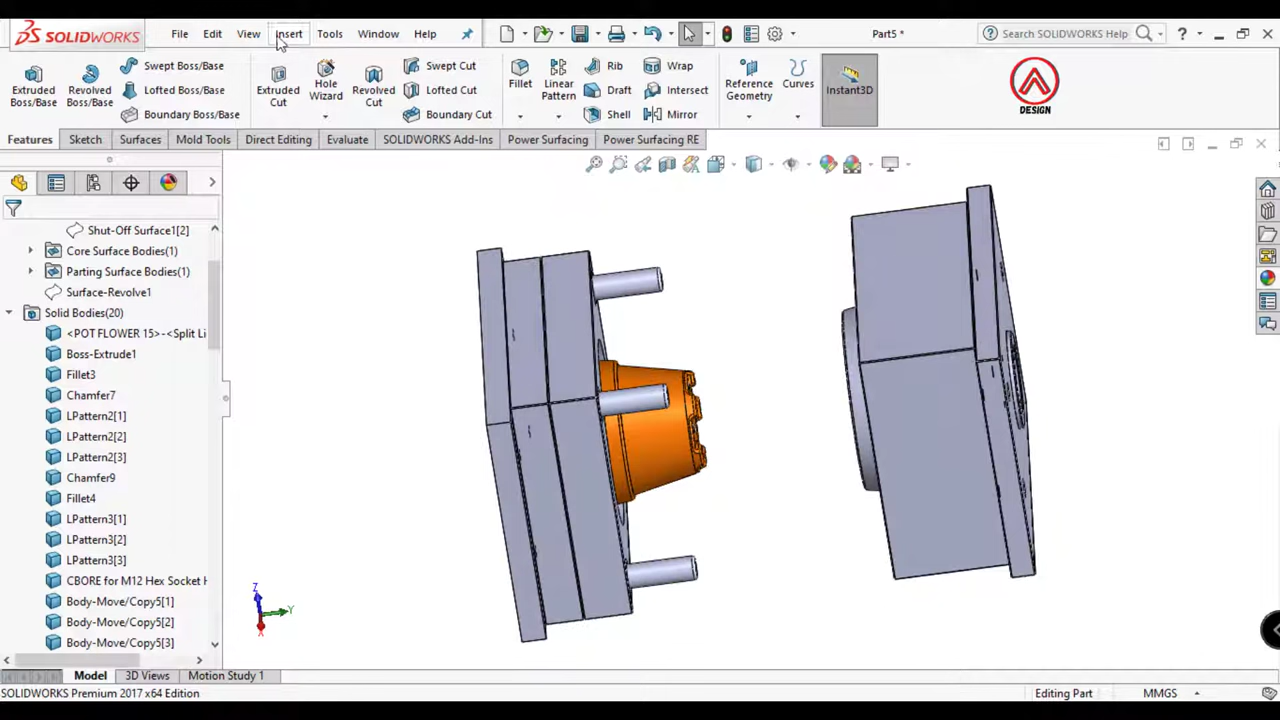 SOLIDWORKS File Edit View Insert Tools Window Help Part5 * Search SOLIDWORKS Help ?
Extruded Boss/Base
Revolved Boss/Base
Swept Boss/Base
Lofted Boss/Base
Boundary Boss/Base
Extruded Cut
Hole Wizard
Revolved Cut
Swept Cut
Lofted Cut
Boundary Cut
Fillet
Linear Pattern
Rib
Draft
Shell
Wrap
Intersect
Mirror
Reference Geometry
Curves
Instant3D
DESIGN
Features Sketch Surfaces Mold Tools Direct Editing Evaluate SOLIDWORKS Add-Ins Power Surfacing Power Surfacing RE
Shut-Off Surface1[2]
Core Surface Bodies(1)
Parting Surface Bodies(1)
Surface-Revolve1
Solid Bodies(20)
<POT FLOWER 15>-<Split Li
Boss-Extrude1
Fillet3
Chamfer7
LPattern2[1]
LPattern2[2]
LPattern2[3]
Chamfer9
Fillet4
LPattern3[1]
LPattern3[2]
LPattern3[3]
CBORE for M12 Hex Socket H
Body-Move/Copy5[1]
Body-Move/Copy5[2]
Body-Move/Copy5[3]
Z
Y
X
Model 3D Views Motion Study 1
SOLIDWORKS Premium 2017 x64 Edition Editing Part MMGS